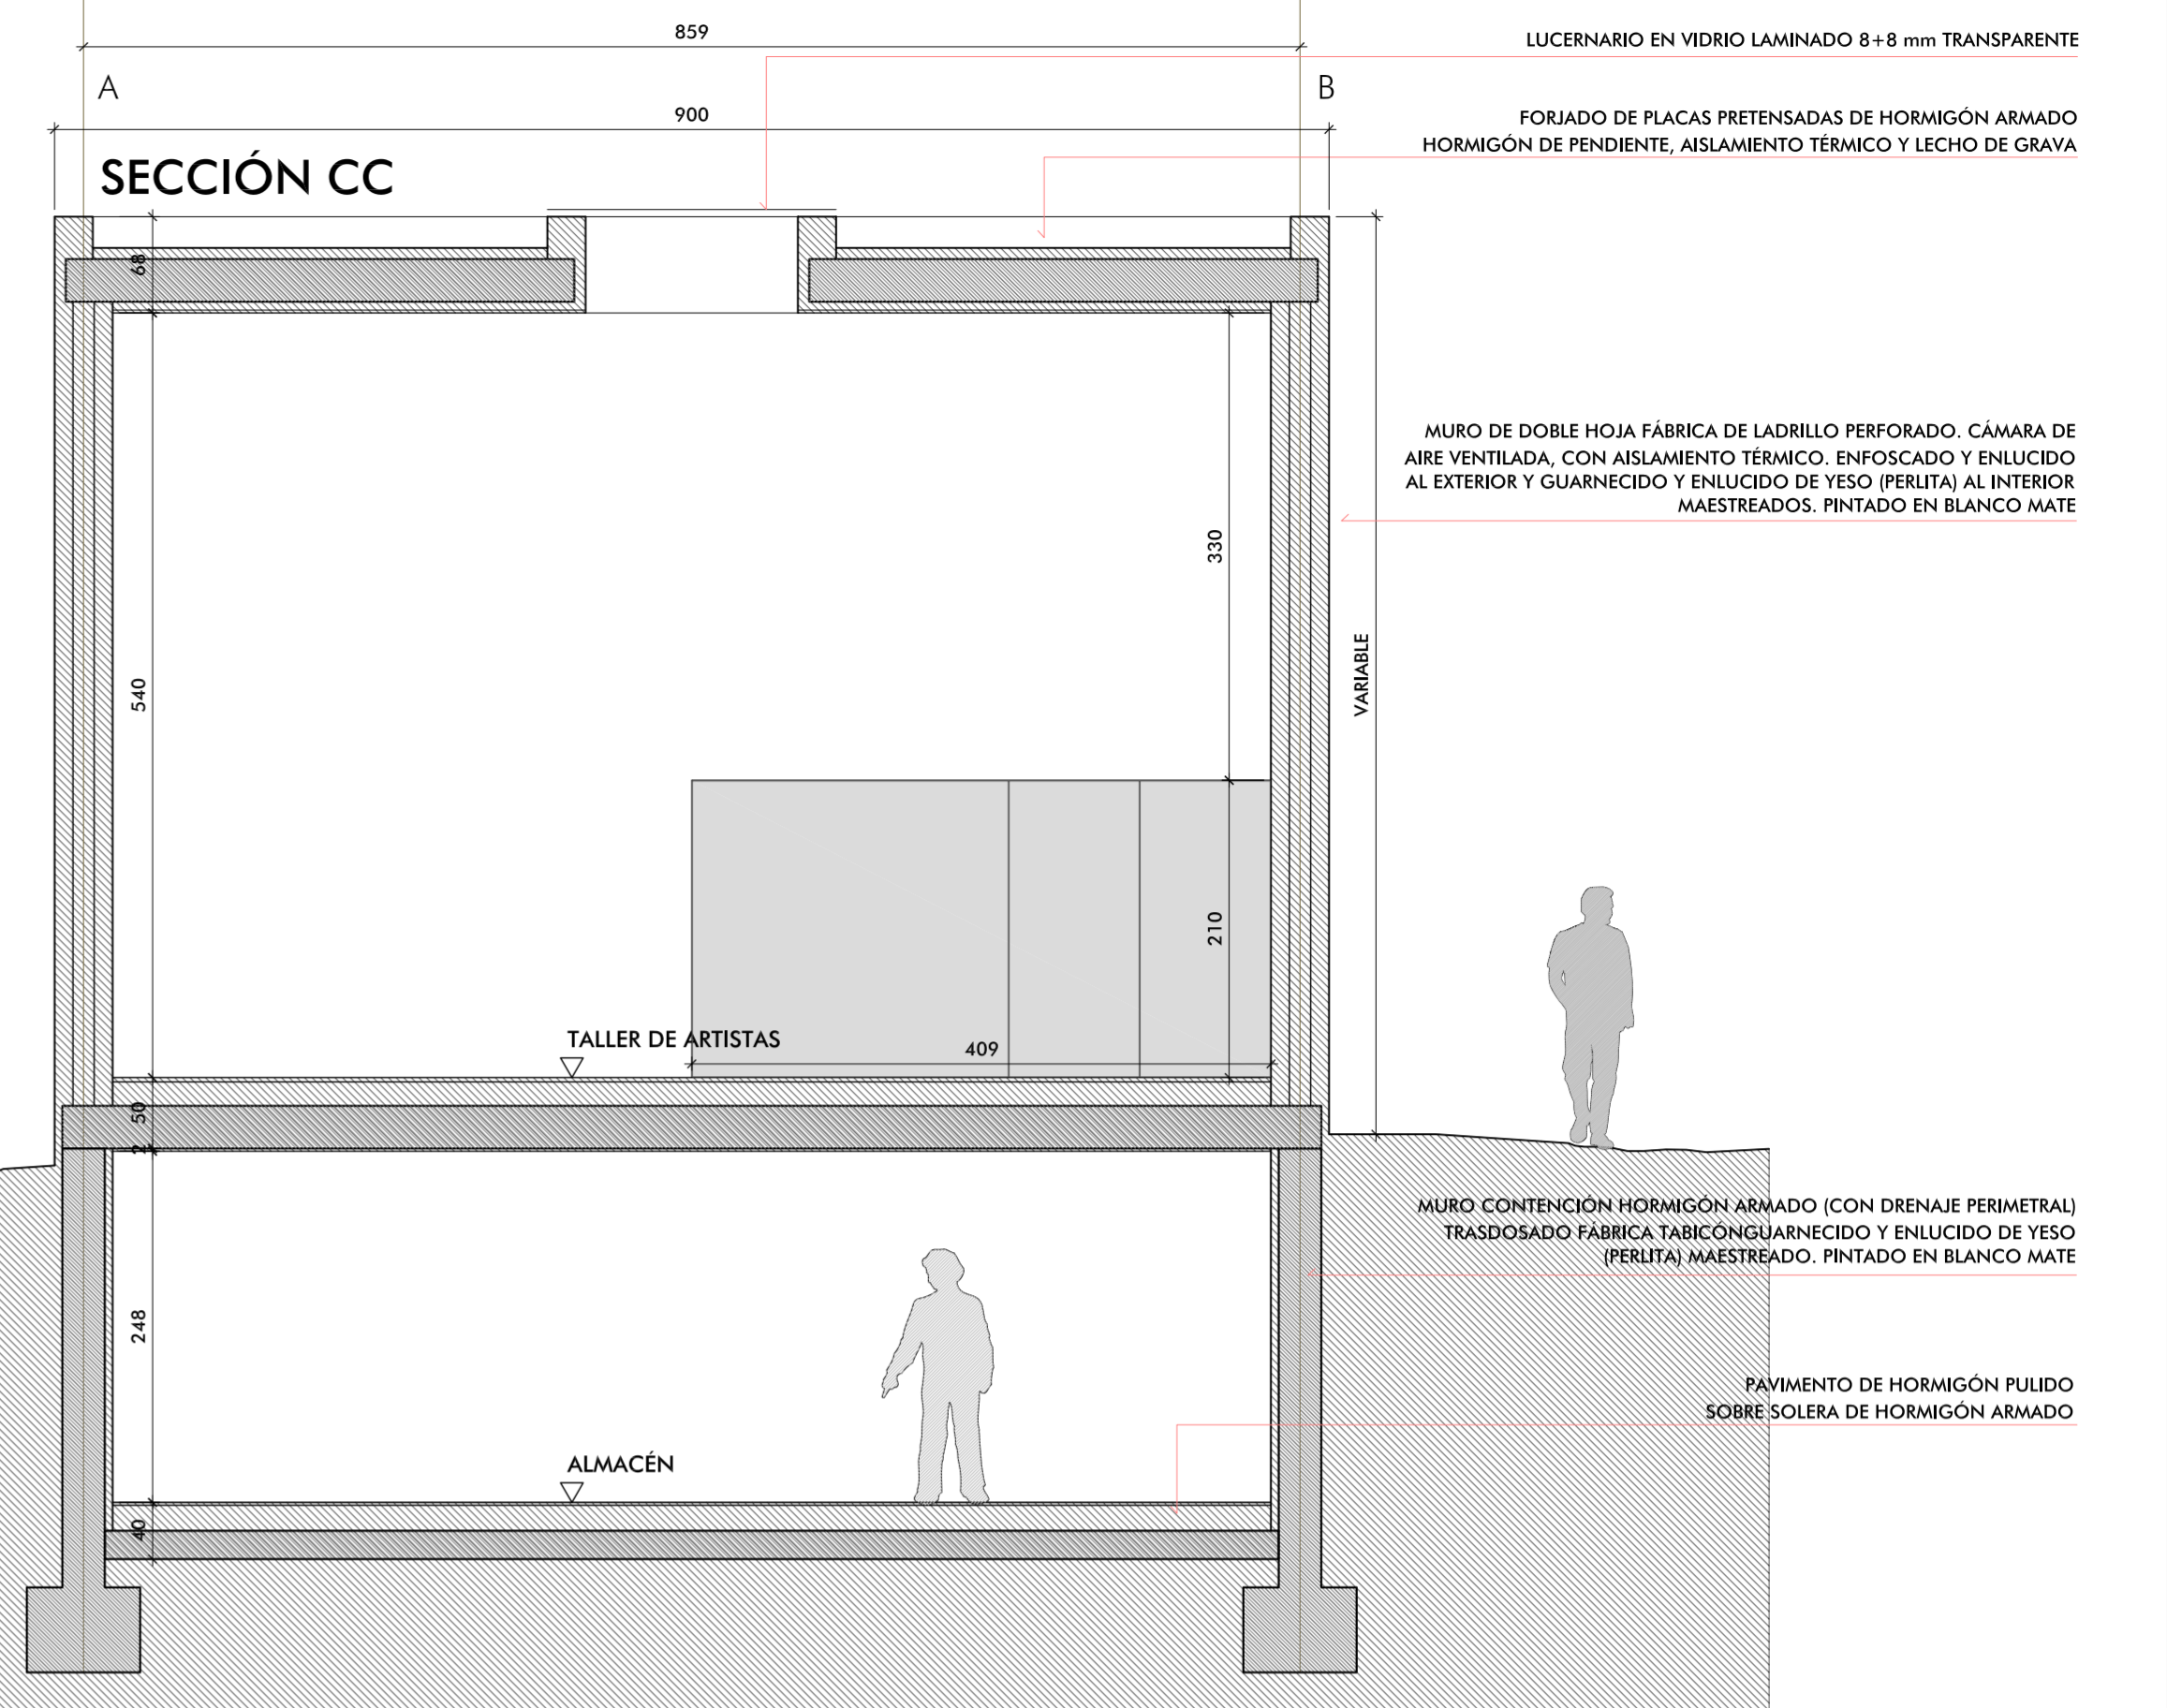 859
LUCERNARIO EN VIDRIO LAMINADO 8+8 mm TRANSPARENTE
A
B
900
FORJADO DE PLACAS PRETENSADAS DE HORMIGÓN ARMADO
HORMIGÓN DE PENDIENTE, AISLAMIENTO TÉRMICO Y LECHO DE GRAVA
SECCIÓN CC
68
MURO DE DOBLE HOJA FÁBRICA DE LADRILLO PERFORADO. CÁMARA DE
AIRE VENTILADA, CON AISLAMIENTO TÉRMICO. ENFOSCADO Y ENLUCIDO
AL EXTERIOR Y GUARNECIDO Y ENLUCIDO DE YESO (PERLITA) AL INTERIOR
MAESTREADOS. PINTADO EN BLANCO MATE
330
540
VARIABLE
210
TALLER DE ARTISTAS
409
50
2
MURO CONTENCIÓN HORMIGÓN ARMADO (CON DRENAJE PERIMETRAL)
TRASDOSADO FÁBRICA TABICÓNGUARNECIDO Y ENLUCIDO DE YESO
(PERLITA) MAESTREADO. PINTADO EN BLANCO MATE
248
PAVIMENTO DE HORMIGÓN PULIDO
SOBRE SOLERA DE HORMIGÓN ARMADO
ALMACÉN
40